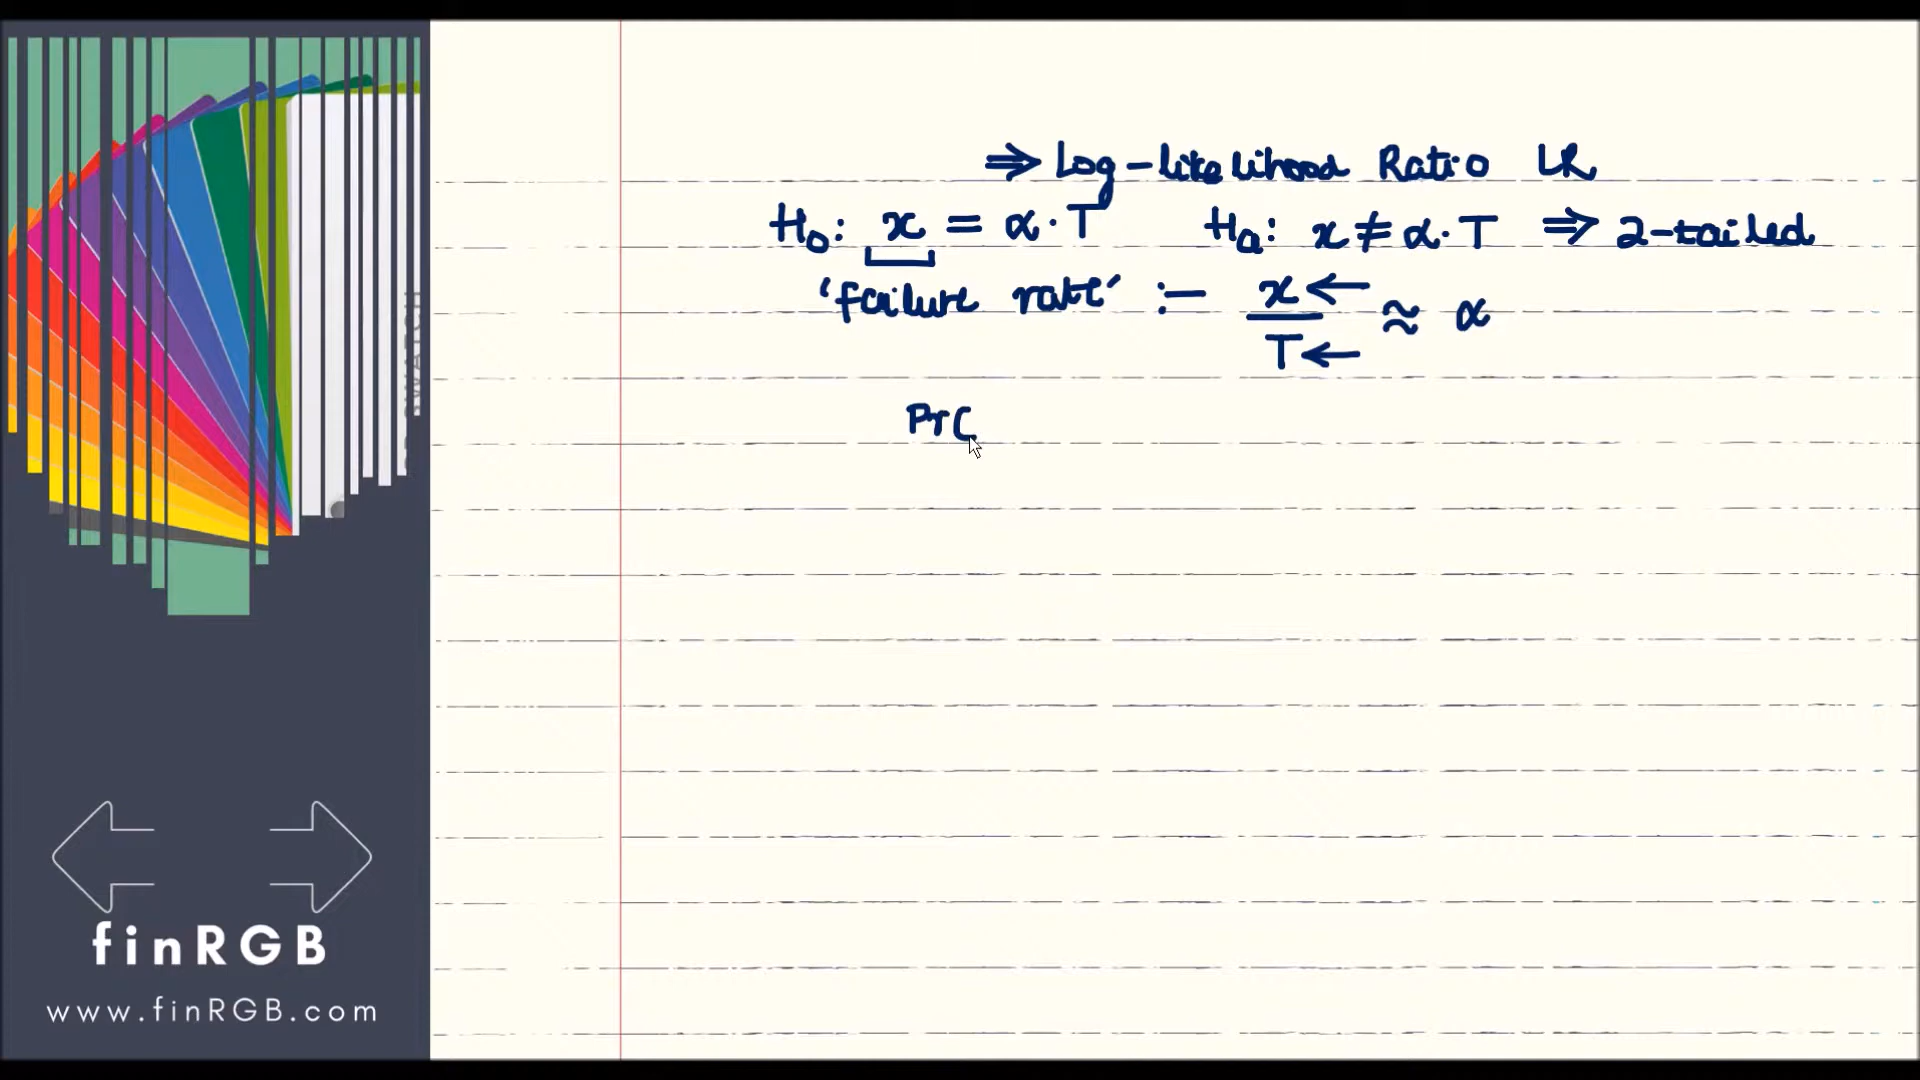 ⇒ Log-likelihood Ratio LR
H₀: x = α·T Hₐ: x ≠ α·T ⇒ 2-tailed
'failure rate' :- x/T ≈ α
Pr(
finRGB
www.finRGB.com